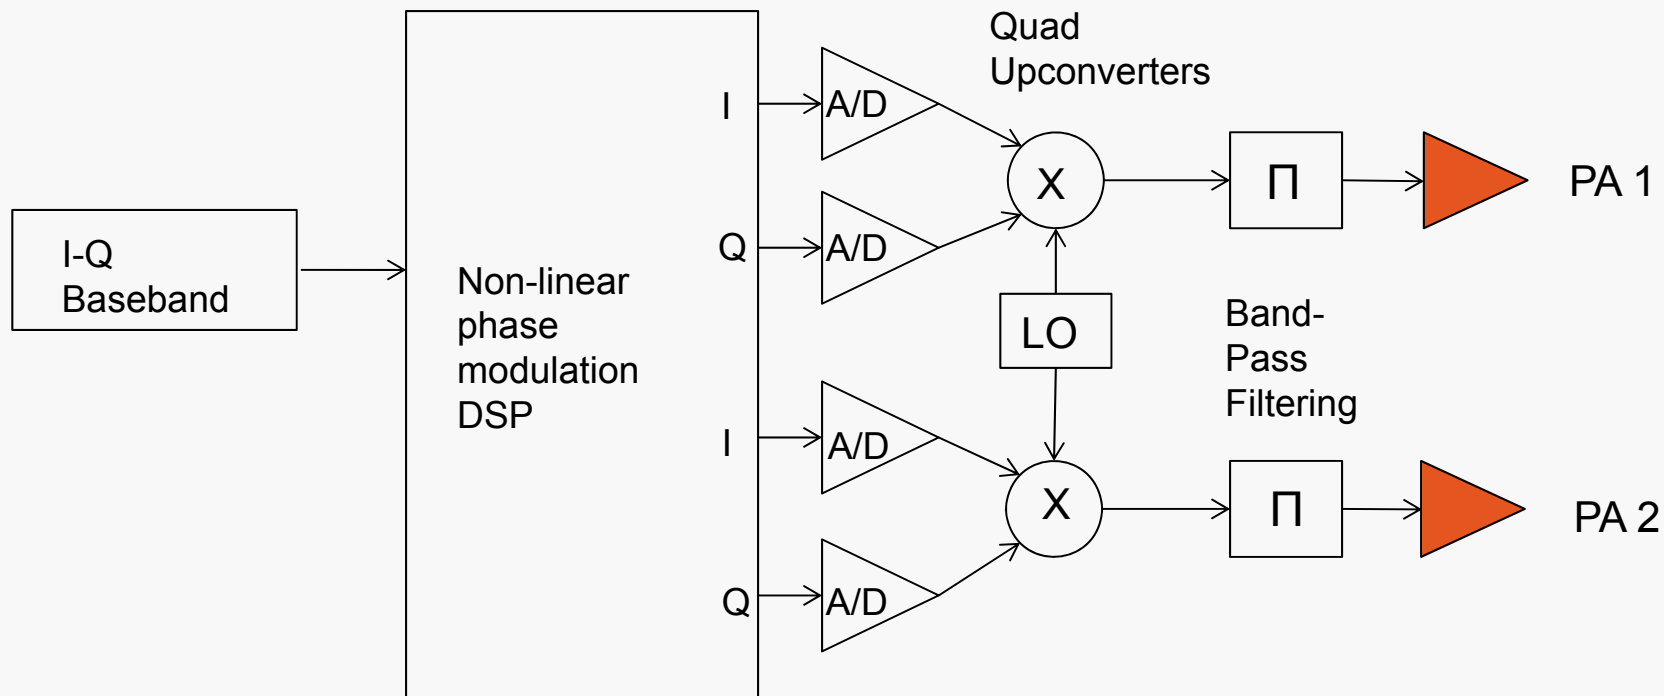 I-Q
Baseband
Non-linear
phase
modulation
DSP
I
Q
I
Q
A/D
A/D
A/D
A/D
Quad
Upconverters
X
LO
X
Band-
Pass
Filtering
Π
Π
PA 1
PA 2